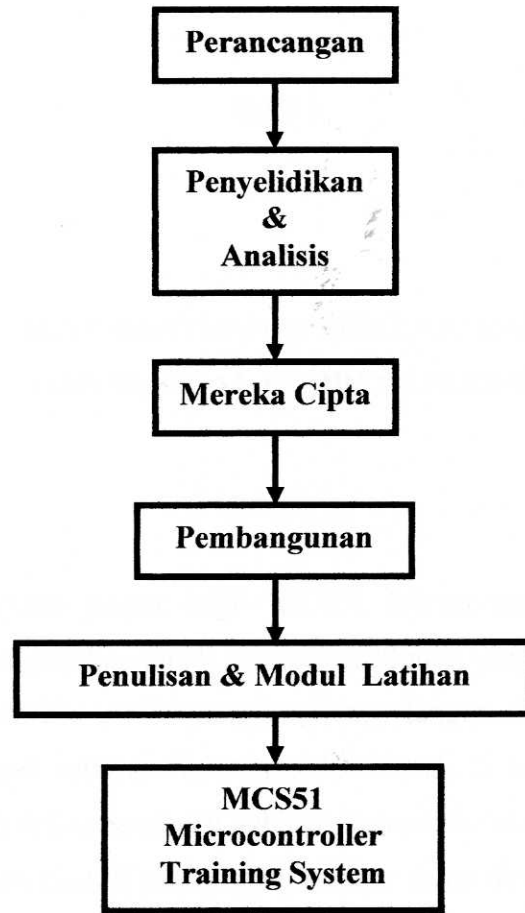 Perancangan
Penyelidikan
&
Analisis
Mereka Cipta
Pembangunan
Penulisan & Modul Latihan
MCS51
Microcontroller
Training System